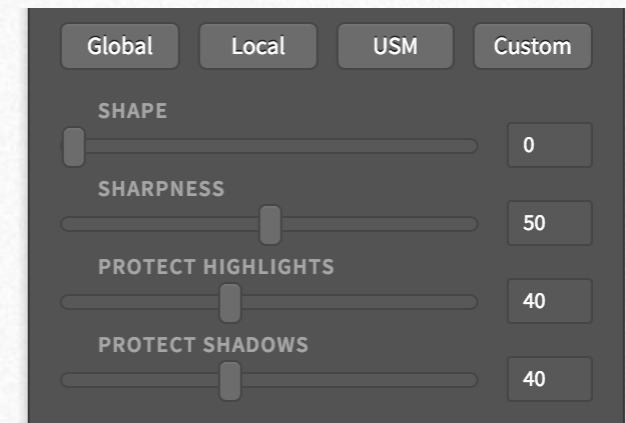 Global Local USM Custom
SHAPE
0
SHARPNESS
50
PROTECT HIGHLIGHTS
40
PROTECT SHADOWS
40